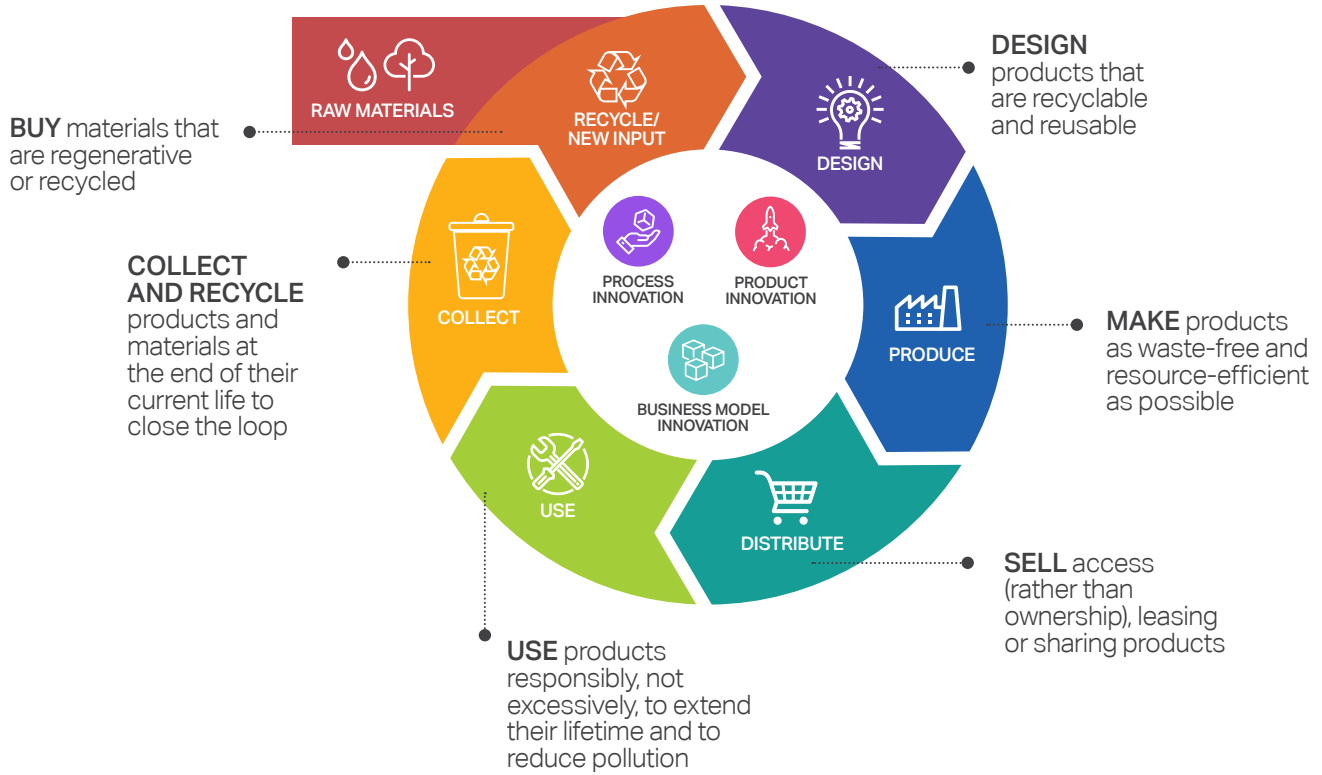 RAW MATERIALS
RECYCLE/
NEW INPUT
DESIGN
PRODUCE
DISTRIBUTE
USE
COLLECT
PROCESS
INNOVATION
PRODUCT
INNOVATION
BUSINESS MODEL
INNOVATION
BUY materials that
are regenerative
or recycled
DESIGN
products that
are recyclable
and reusable
MAKE products
as waste-free and
resource-efficient
as possible
SELL access
(rather than
ownership), leasing
or sharing products
USE products
responsibly, not
excessively, to extend
their lifetime and to
reduce pollution
COLLECT
AND RECYCLE
products and
materials at
the end of their
current life to
close the loop